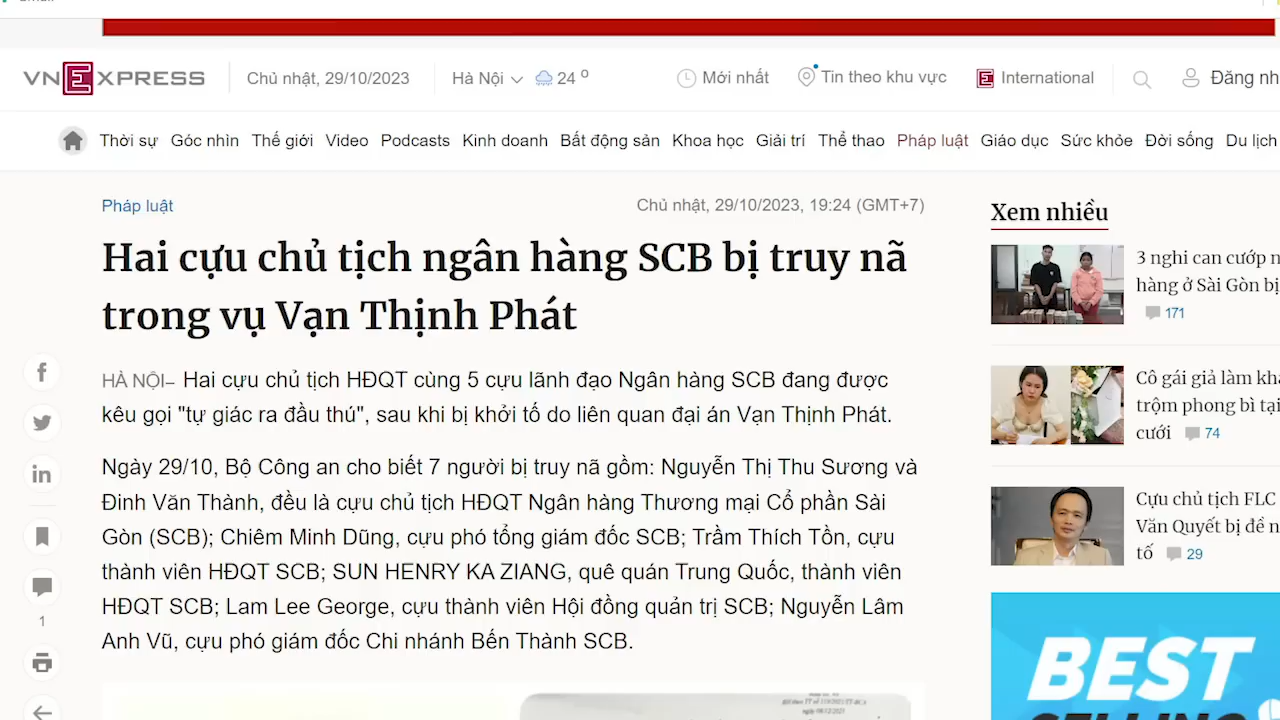 VNEXPRESS
Chủ nhật, 29/10/2023
Hà Nội
24 º
Mới nhất
Tin theo khu vực
International
Đăng nh
Thời sự Góc nhìn Thế giới Video Podcasts Kinh doanh Bất động sản Khoa học Giải trí Thể thao Pháp luật Giáo dục Sức khỏe Đời sống Du lịch
Pháp luật
Chủ nhật, 29/10/2023, 19:24 (GMT+7)
Hai cựu chủ tịch ngân hàng SCB bị truy nã
trong vụ Vạn Thịnh Phát
HÀ NỘI– Hai cựu chủ tịch HĐQT cùng 5 cựu lãnh đạo Ngân hàng SCB đang được
kêu gọi "tự giác ra đầu thú", sau khi bị khởi tố do liên quan đại án Vạn Thịnh Phát.
Ngày 29/10, Bộ Công an cho biết 7 người bị truy nã gồm: Nguyễn Thị Thu Sương và
Đinh Văn Thành, đều là cựu chủ tịch HĐQT Ngân hàng Thương mại Cổ phần Sài
Gòn (SCB); Chiêm Minh Dũng, cựu phó tổng giám đốc SCB; Trầm Thích Tồn, cựu
thành viên HĐQT SCB; SUN HENRY KA ZIANG, quê quán Trung Quốc, thành viên
HĐQT SCB; Lam Lee George, cựu thành viên Hội đồng quản trị SCB; Nguyễn Lâm
Anh Vũ, cựu phó giám đốc Chi nhánh Bến Thành SCB.
1
Xem nhiều
3 nghi can cướp n
hàng ở Sài Gòn bị
171
Cô gái giả làm khá
trộm phong bì tại
cưới 74
Cựu chủ tịch FLC
Văn Quyết bị đề n
tố 29
BEST